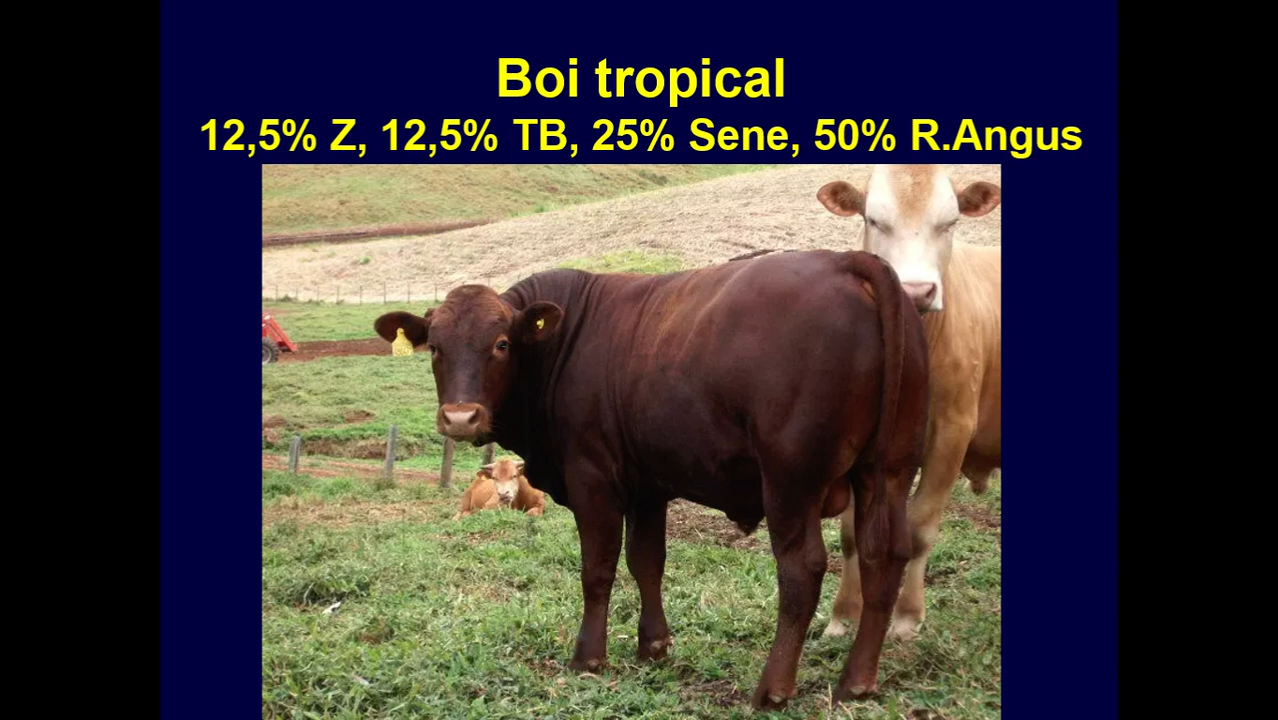 Boi tropical
12,5% Z, 12,5% TB, 25% Sene, 50% R.Angus